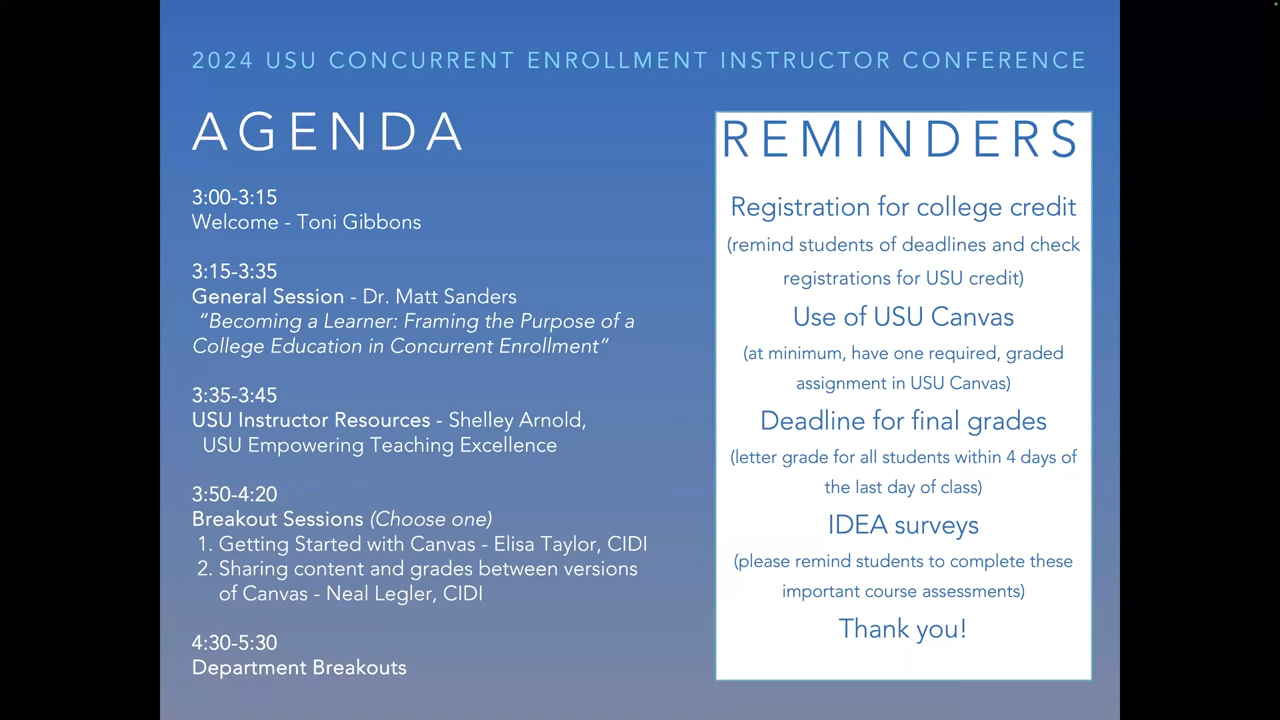 2024 USU CONCURRENT ENROLLMENT INSTRUCTOR CONFERENCE
AGENDA
3:00-3:15
Welcome - Toni Gibbons
3:15-3:35
General Session - Dr. Matt Sanders
“Becoming a Learner: Framing the Purpose of a
College Education in Concurrent Enrollment“
3:35-3:45
USU Instructor Resources - Shelley Arnold,
USU Empowering Teaching Excellence
3:50-4:20
Breakout Sessions (Choose one)
1. Getting Started with Canvas - Elisa Taylor, CIDI
2. Sharing content and grades between versions
of Canvas - Neal Legler, CIDI
4:30-5:30
Department Breakouts
REMINDERS
Registration for college credit
(remind students of deadlines and check
registrations for USU credit)
Use of USU Canvas
(at minimum, have one required, graded
assignment in USU Canvas)
Deadline for final grades
(letter grade for all students within 4 days of
the last day of class)
IDEA surveys
(please remind students to complete these
important course assessments)
Thank you!